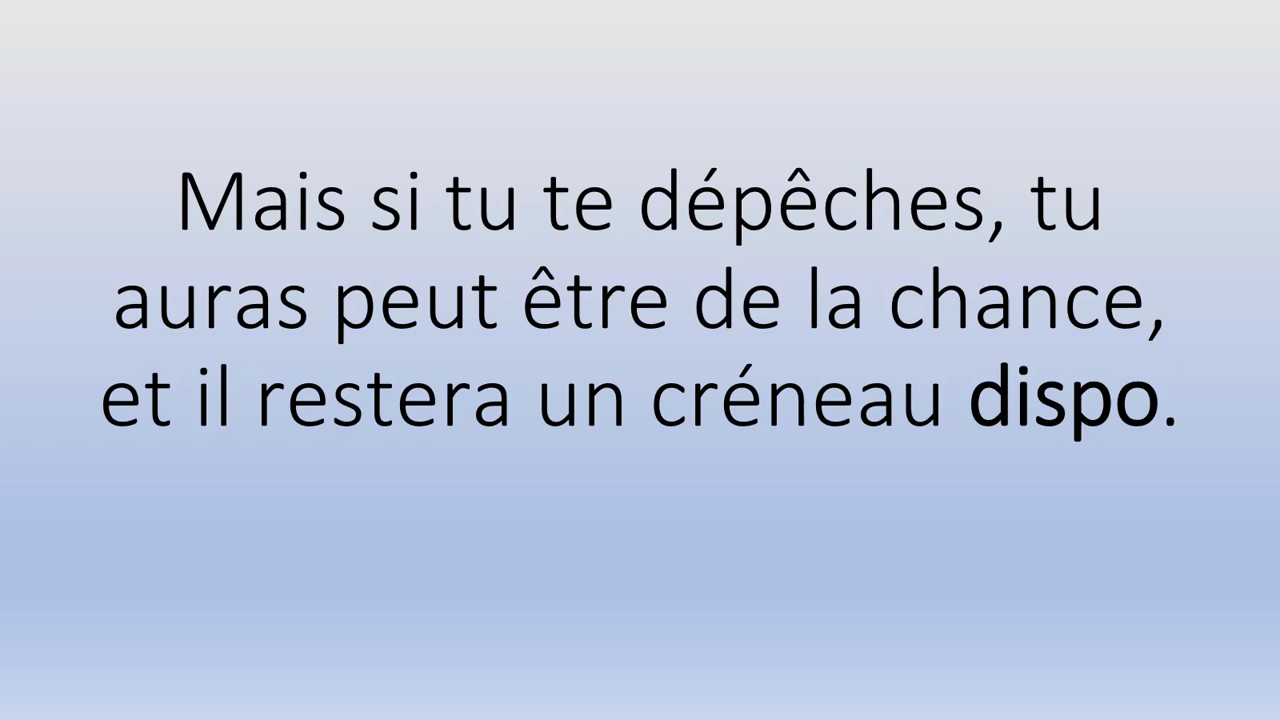 Mais si tu te dépêches, tu
auras peut être de la chance,
et il restera un créneau dispo.